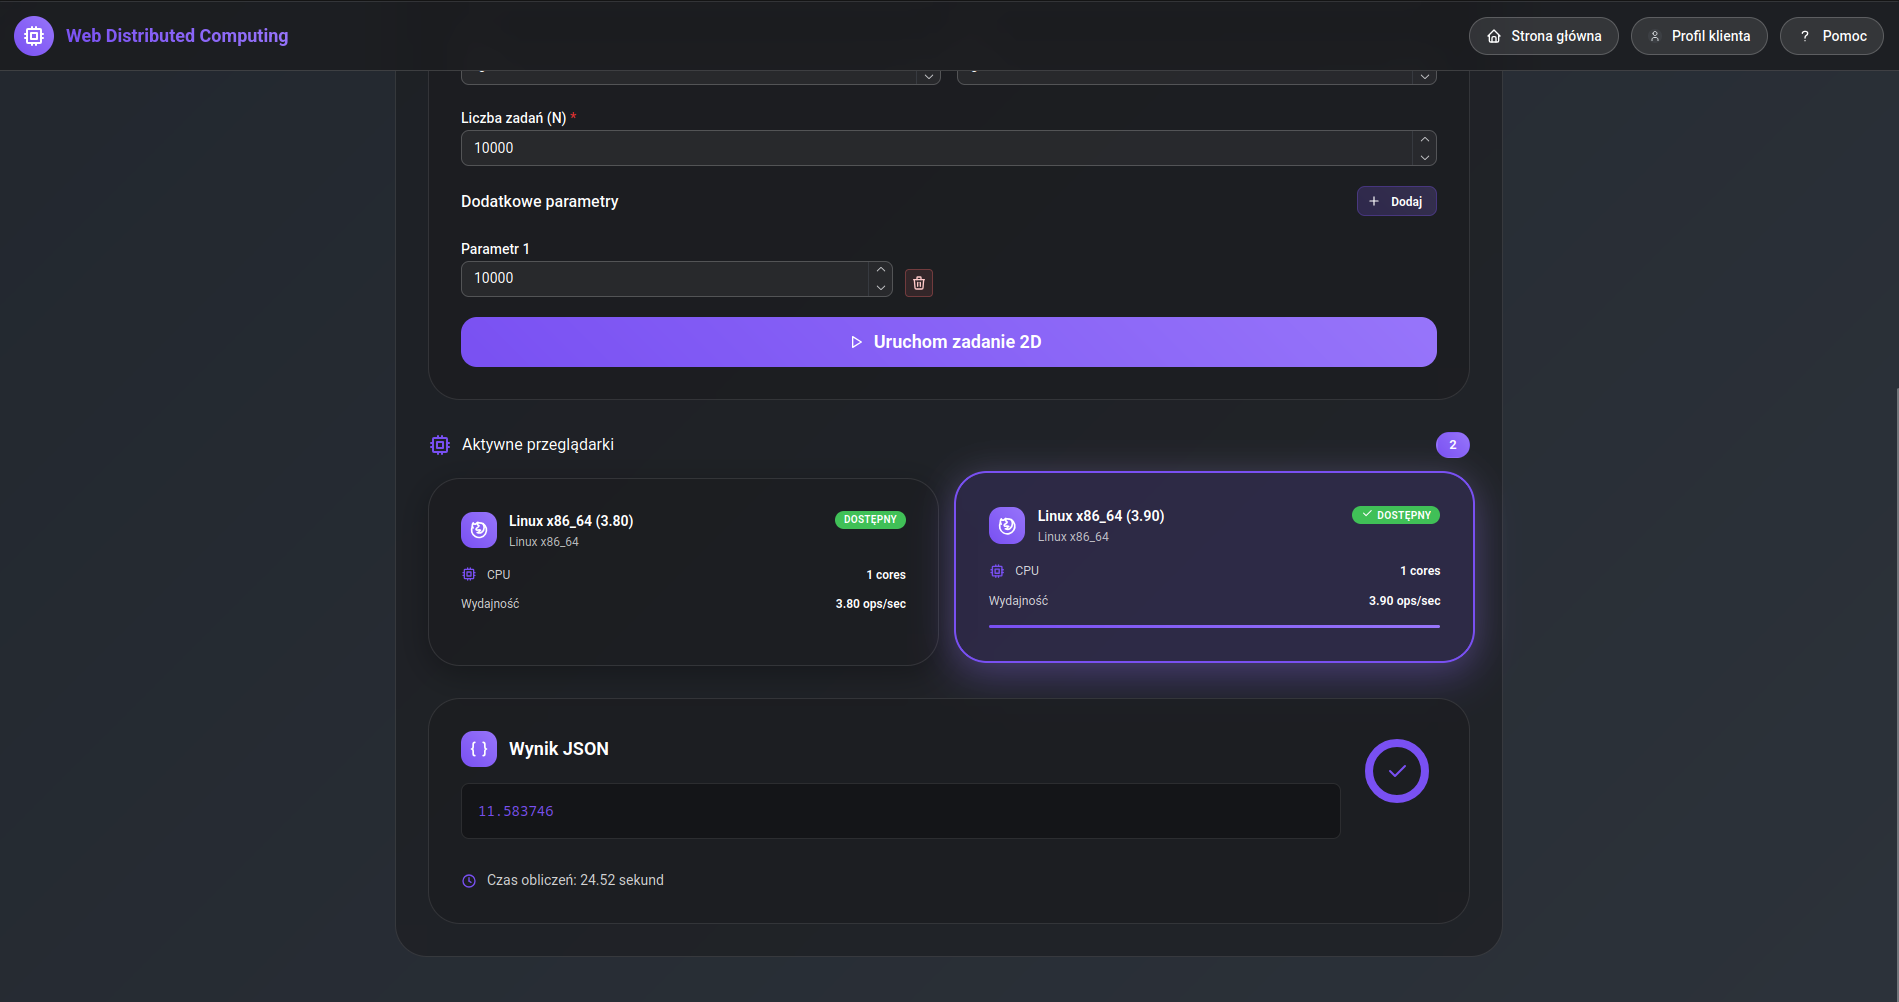 Web Distributed Computing
Strona główna
Profil klienta
? Pomoc
Liczba zadań (N) *
10000
Dodatkowe parametry
+ Dodaj
Parametr 1
10000
Uruchom zadanie 2D
Aktywne przeglądarki
2
Linux x86_64 (3.80)
DOSTĘPNY
Linux x86_64
CPU
1 cores
Wydajność
3.80 ops/sec
Linux x86_64 (3.90)
DOSTĘPNY
Linux x86_64
CPU
1 cores
Wydajność
3.90 ops/sec
{ } Wynik JSON
11.583746
Czas obliczeń: 24.52 sekund